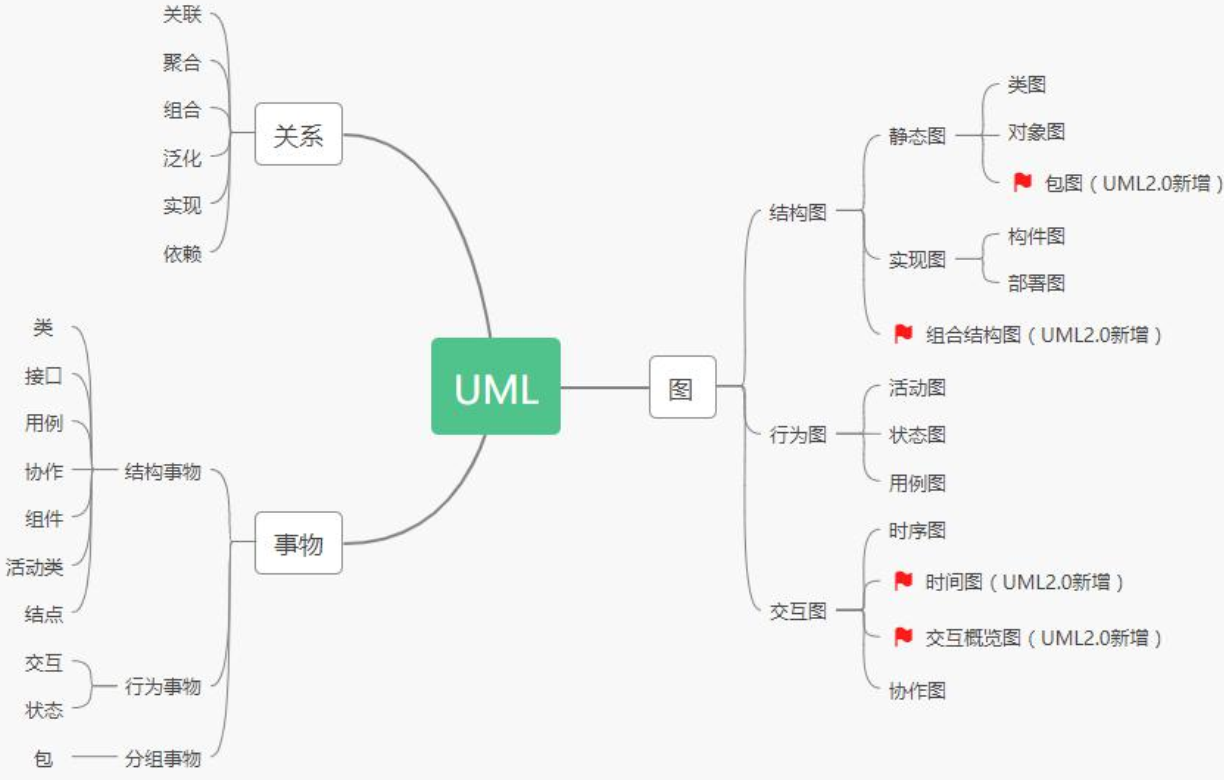 UML
关系
关联
聚合
组合
泛化
实现
依赖
事物
结构事物
类
接口
用例
协作
组件
活动类
结点
行为事物
交互
状态
分组事物
包
图
结构图
静态图
类图
对象图
包图（UML2.0新增）
实现图
构件图
部署图
组合结构图（UML2.0新增）
行为图
活动图
状态图
用例图
交互图
时序图
时间图（UML2.0新增）
交互概览图（UML2.0新增）
协作图